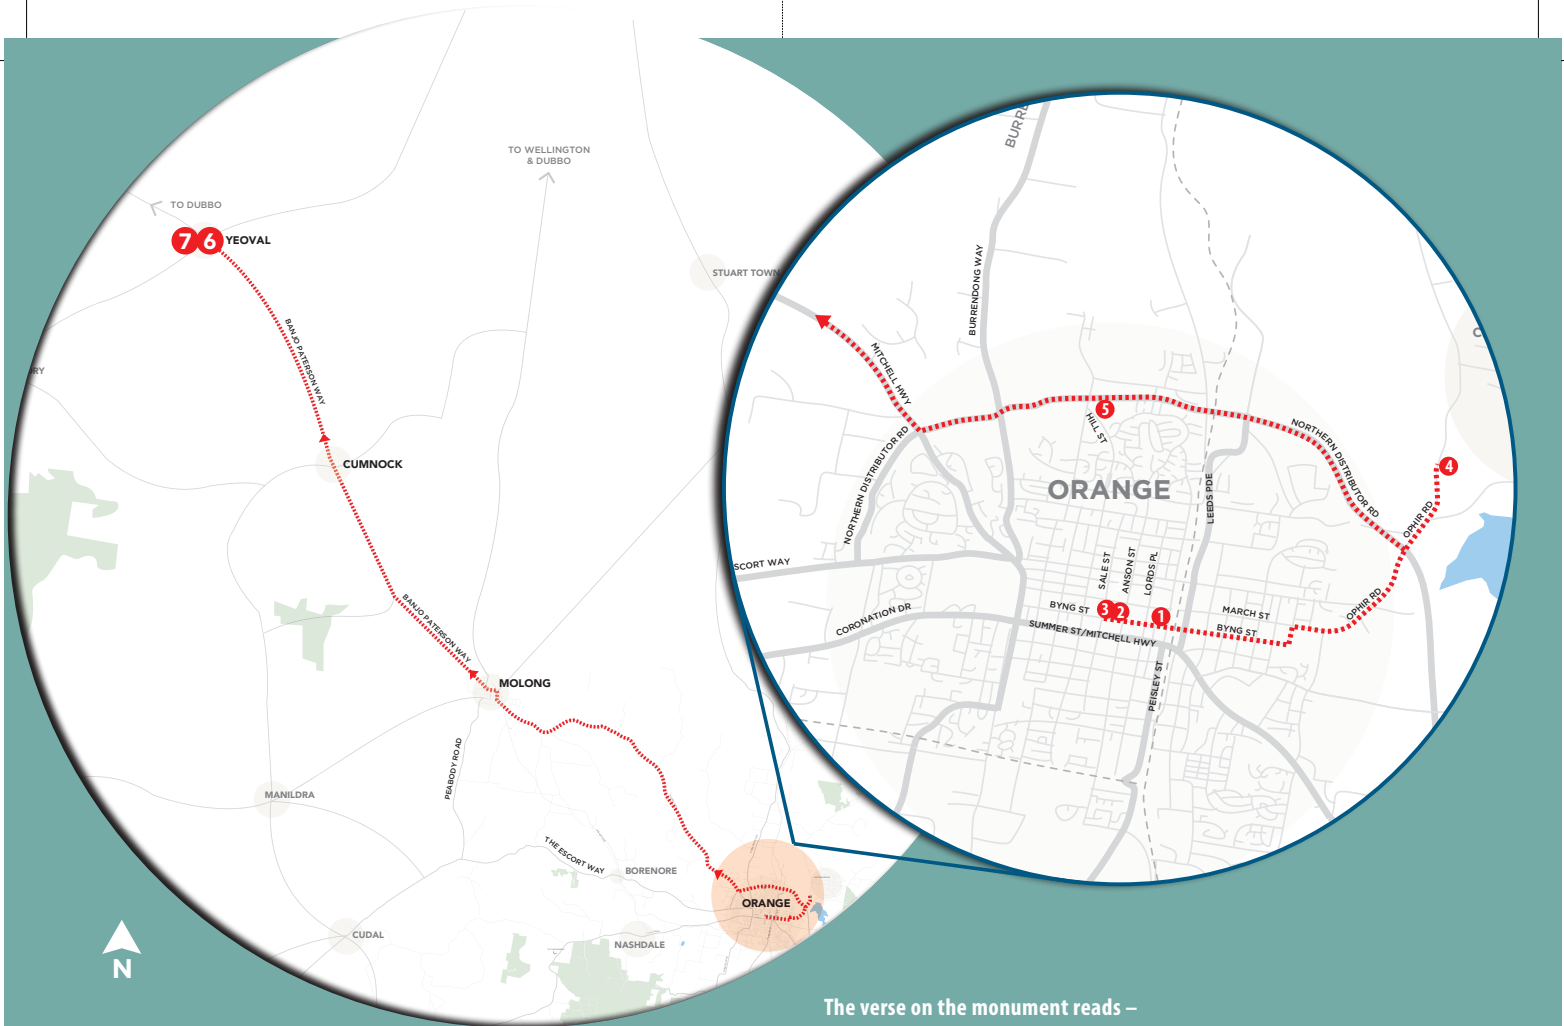 TO WELLINGTON
& DUBBO
TO DUBBO
7 6 YEOVAL
STUART TOWN
BANJO PATERSON WAY
RY
CUMNOCK
BANJO PATERSON WAY
MOLONG
PEABODY ROAD
MANILDRA
THE ESCORT WAY
BORENORE
ORANGE
CUDAL
NASHDALE
N
BURRE
BURRENDONG WAY
MITCHELL HWY
C
5
HILL ST
NORTHERN DISTRIBUTOR RD
NORTHERN DISTRIBUTOR RD
4
ORANGE
LEEDS PDE
OPHIR RD
SCORT WAY
SALE ST
ANSON ST
LORDS PL
CORONATION DR
BYNG ST
3 2
1
MARCH ST
BYNG ST
OPHIR RD
SUMMER ST/MITCHELL HWY
PEISLEY ST
The verse on the monument reads –